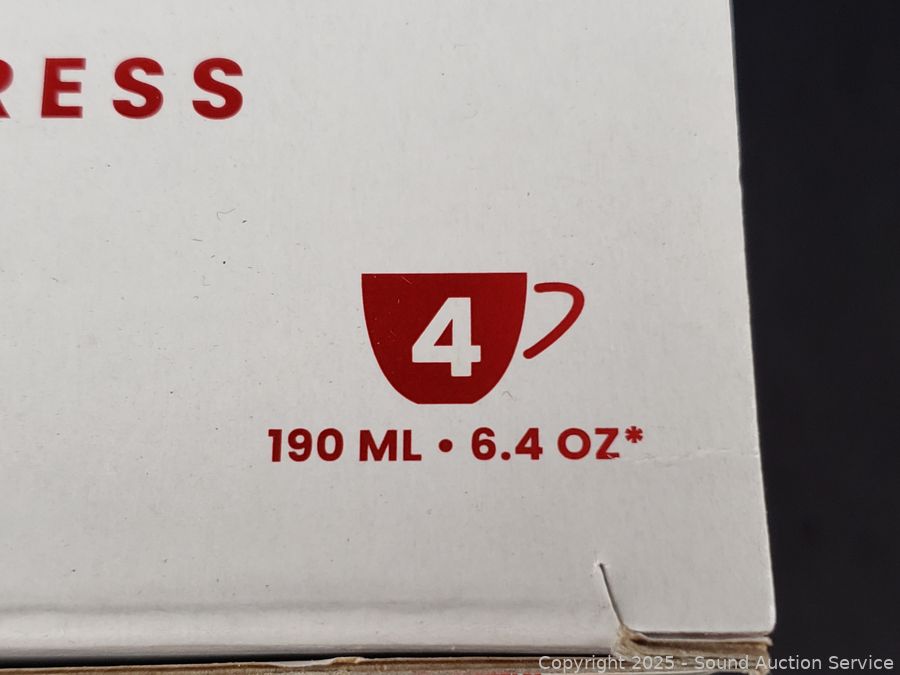 RESS
4
190 ML • 6.4 OZ*
Copyright 2025 - Sound Auction Service